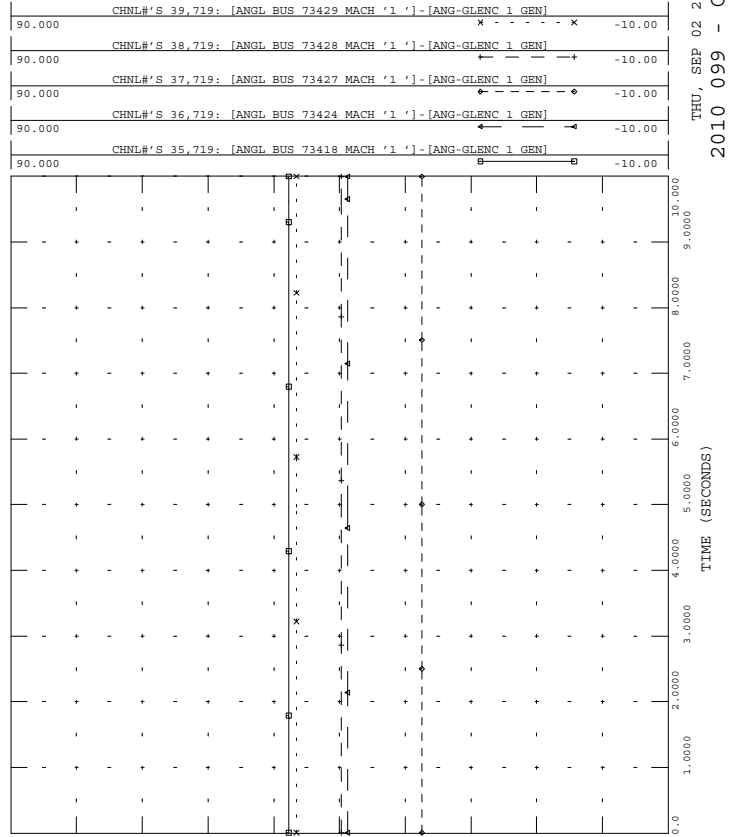 CHNL#'S 39,719: [ANGL BUS 73429 MACH '1 ']-[ANG-GLENC 1 GEN]
90.000 x x -10.00
CHNL#'S 38,719: [ANGL BUS 73428 MACH '1 ']-[ANG-GLENC 1 GEN]
90.000 + + -10.00
CHNL#'S 37,719: [ANGL BUS 73427 MACH '1 ']-[ANG-GLENC 1 GEN]
90.000 -10.00
CHNL#'S 36,719: [ANGL BUS 73424 MACH '1 ']-[ANG-GLENC 1 GEN]
90.000 -10.00
CHNL#'S 35,719: [ANGL BUS 73418 MACH '1 ']-[ANG-GLENC 1 GEN]
90.000 -10.00
0.0
1.0000
2.0000
3.0000
4.0000
5.0000
6.0000
7.0000
8.0000
9.0000
10.000
TIME (SECONDS)
THU, SEP 02 2
2010 099 -